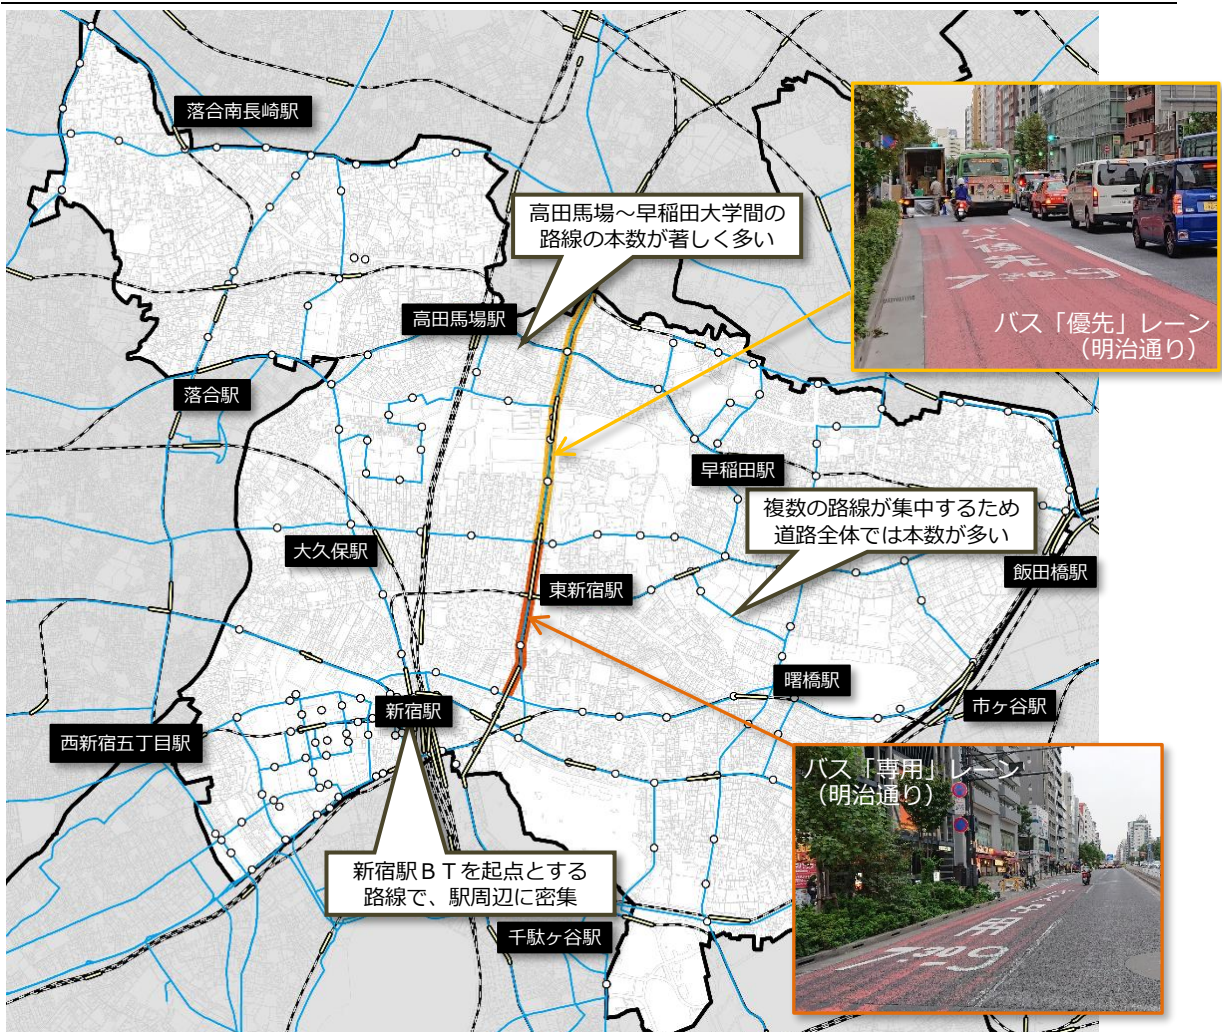 落合南長崎駅
高田馬場～早稲田大学間の
路線の本数が著しく多い
バス「優先」レーン
（明治通り）
高田馬場駅
落合駅
早稲田駅
複数の路線が集中するため
道路全体では本数が多い
大久保駅
飯田橋駅
東新宿駅
曙橋駅
新宿駅
市ヶ谷駅
西新宿五丁目駅
バス「専用」レーン
（明治通り）
新宿駅ＢＴを起点とする
路線で、駅周辺に密集
千駄ヶ谷駅
専用
7:30-9